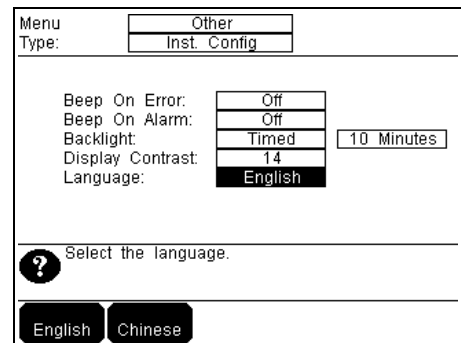 Menu Other
Type: Inst. Config
Beep On Error: Off
Beep On Alarm: Off
Backlight: Timed 10 Minutes
Display Contrast: 14
Language: English
? Select the language.
English Chinese